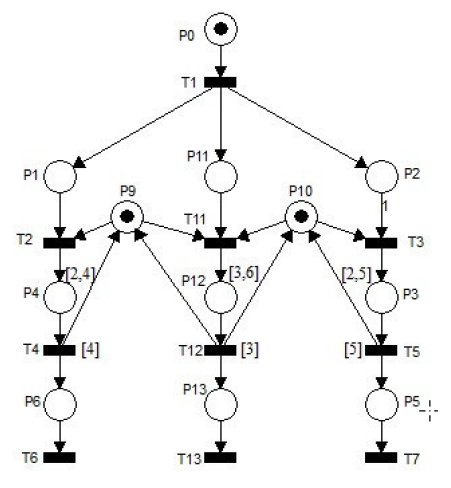 P0
T1
P1
P11
P2
P9
P10
T11
1
T2
T3
[2,4]
P12
[3,6]
[2,5]
P4
P3
T4
[4]
T12
[3]
[5]
T5
P6
P13
P5
T6
T13
T7